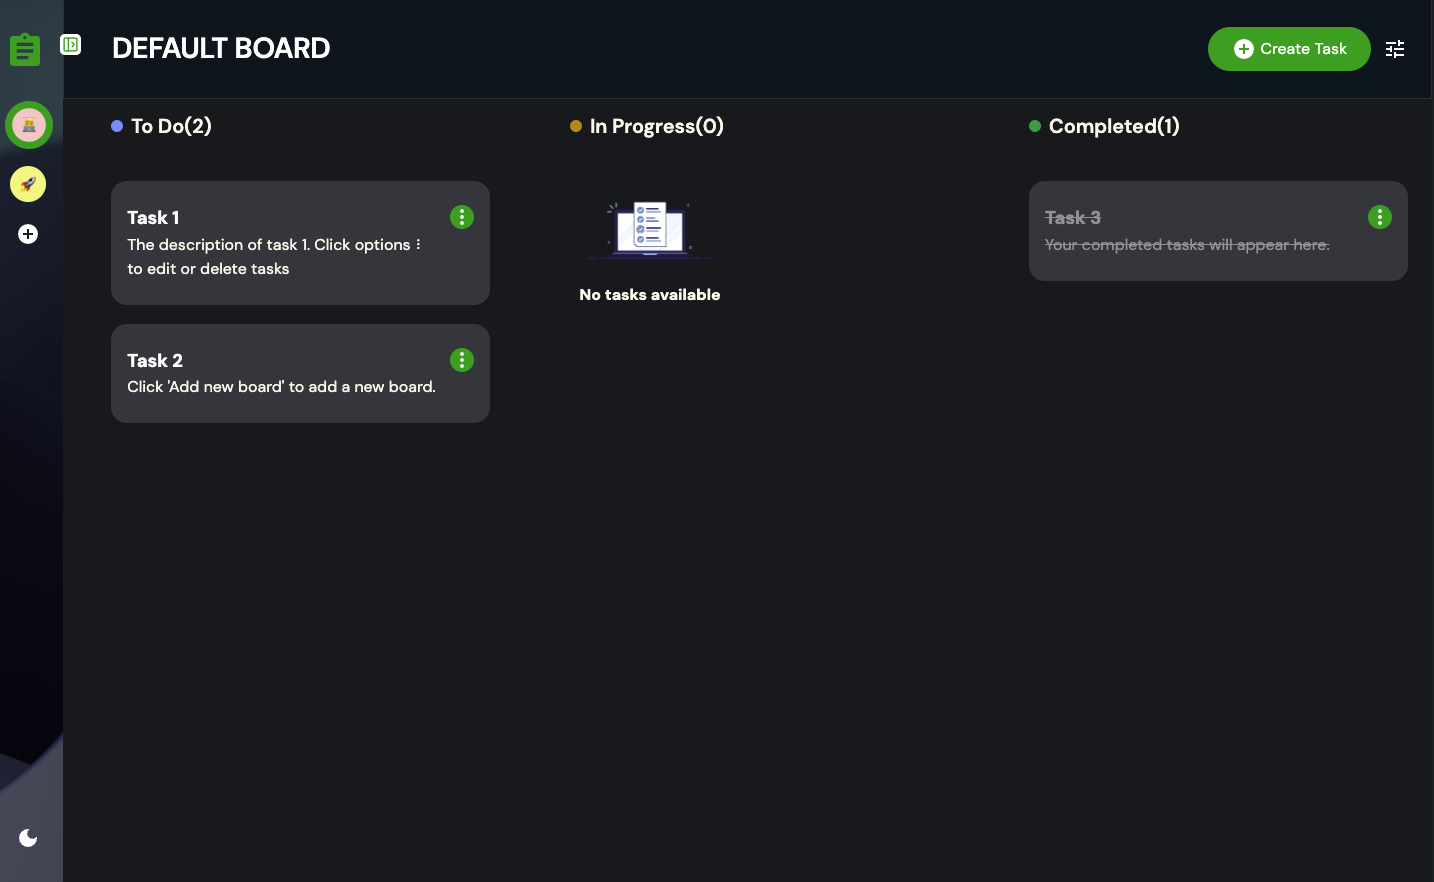 DEFAULT BOARD
Create Task
To Do(2)
In Progress(0)
Completed(1)
Task 1
The description of task 1. Click options ⋮
to edit or delete tasks
Task 2
Click 'Add new board' to add a new board.
No tasks available
Task 3
Your completed tasks will appear here.